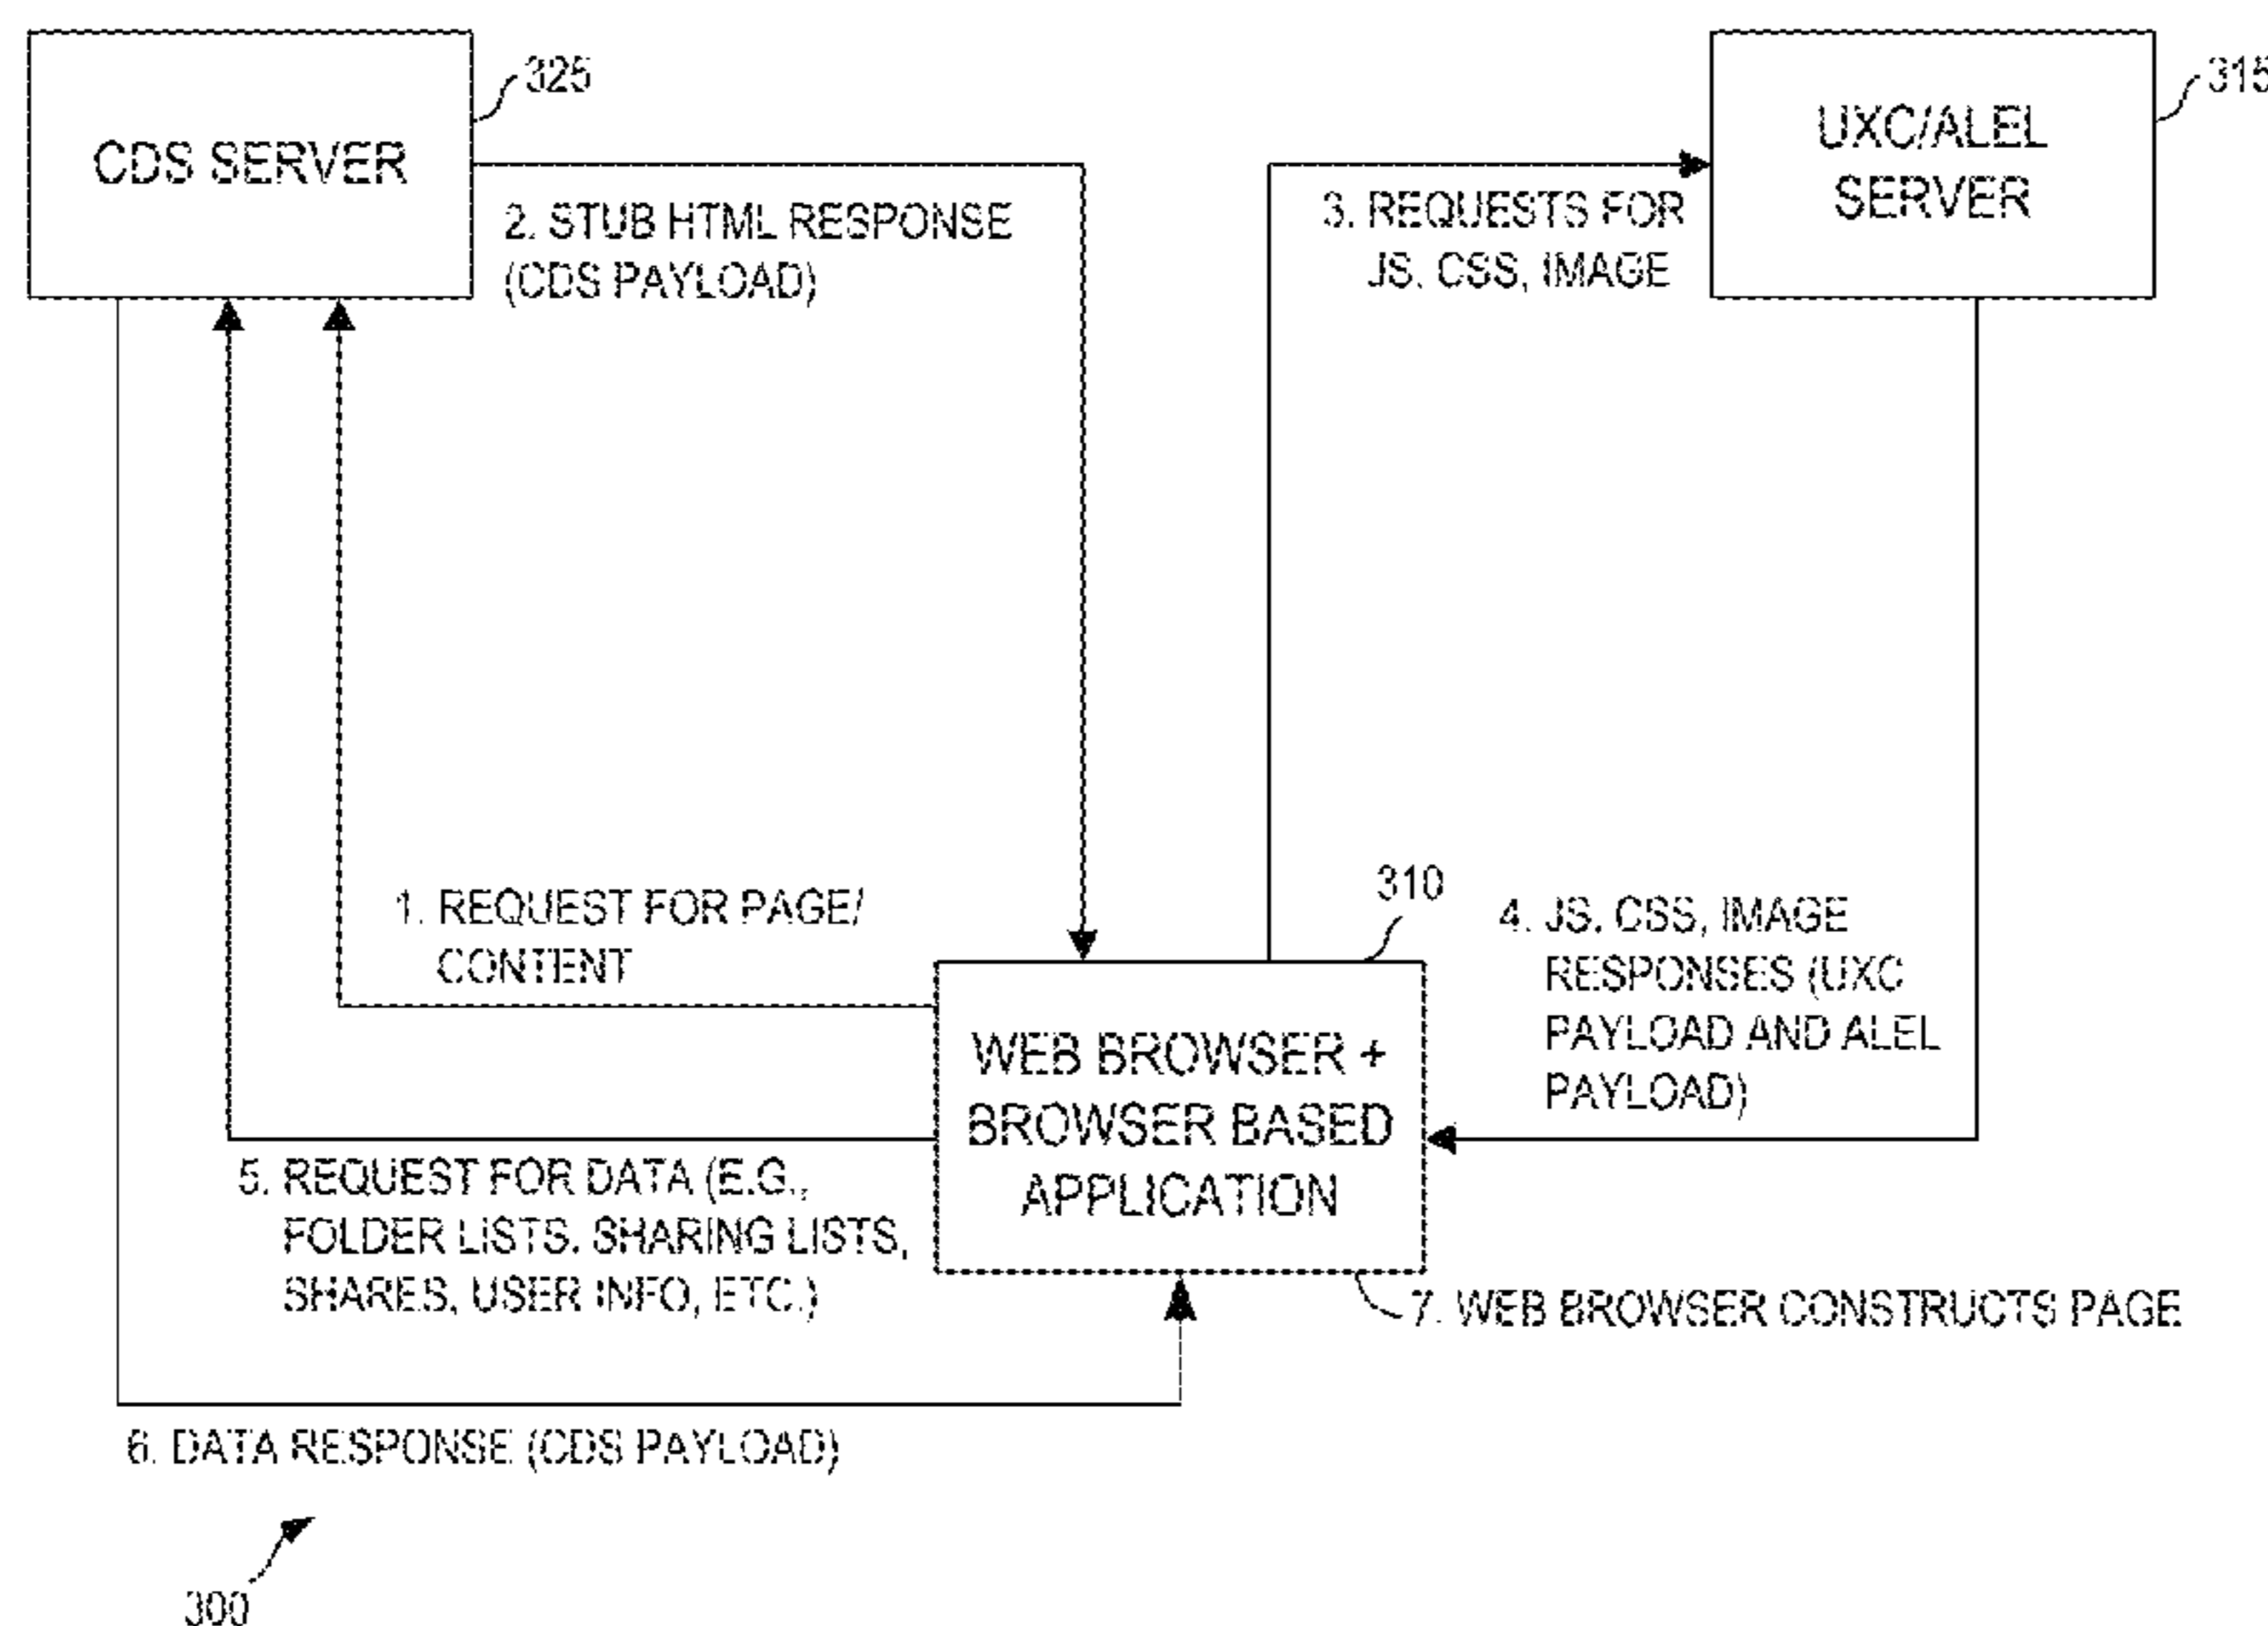 325
CDS SERVER
315
UXC/ALEL
SERVER
2. STUB HTML RESPONSE
(CDS PAYLOAD)
3. REQUESTS FOR
JS, CSS, IMAGE
1. REQUEST FOR PAGE/
CONTENT
310
4. JS, CSS, IMAGE
RESPONSES (UXC
PAYLOAD AND ALEL
PAYLOAD)
WEB BROWSER +
BROWSER BASED
APPLICATION
5. REQUEST FOR DATA (E.G.,
FOLDER LISTS, SHARING LISTS,
SHARES, USER INFO, ETC.)
7. WEB BROWSER CONSTRUCTS PAGE
6. DATA RESPONSE (CDS PAYLOAD)
300